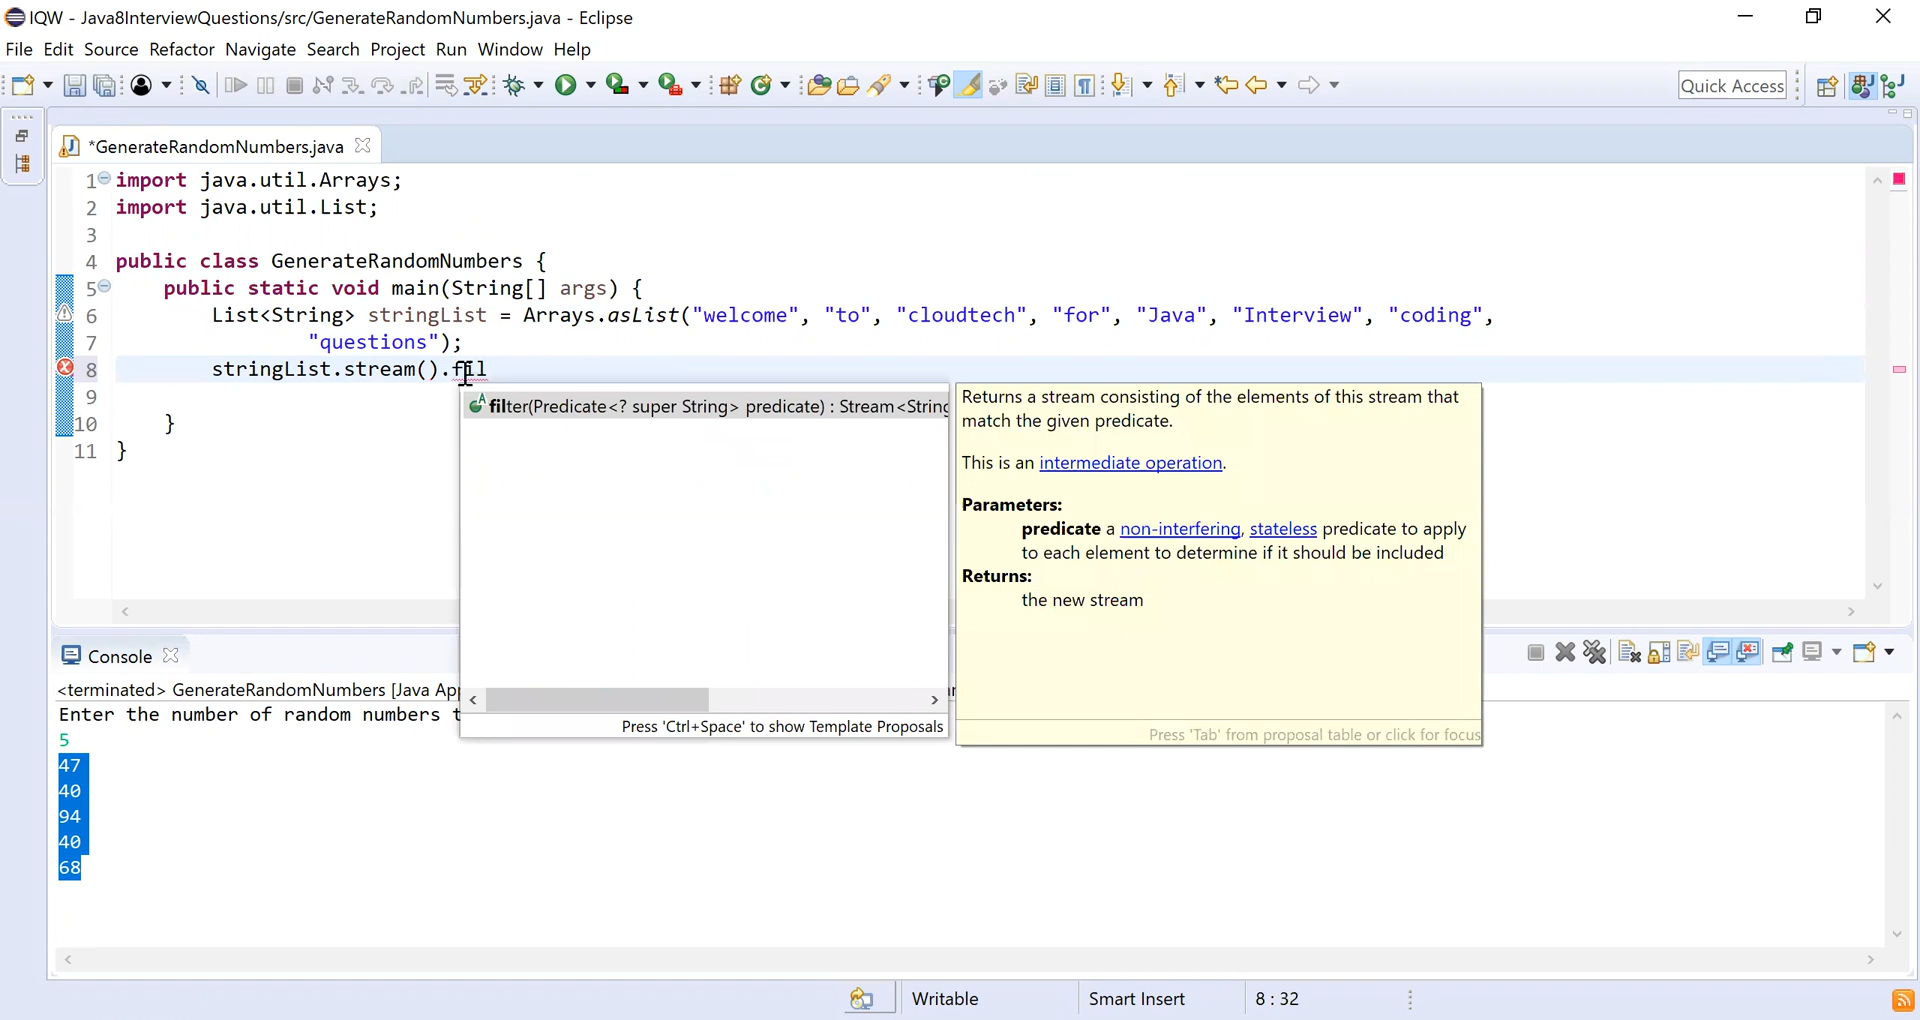 IQW - Java8InterviewQuestions/src/GenerateRandomNumbers.java - Eclipse
File Edit Source Refactor Navigate Search Project Run Window Help
Quick Access
*GenerateRandomNumbers.java
1 import java.util.Arrays;
2 import java.util.List;
3
4 public class GenerateRandomNumbers {
5 public static void main(String[] args) {
6 List<String> stringList = Arrays.asList("welcome", "to", "cloudtech", "for", "Java", "Interview", "coding",
7 "questions");
8 stringList.stream().fil
9
10 }
11 }
filter(Predicate<? super String> predicate) : Stream<String
Press 'Ctrl+Space' to show Template Proposals
Returns a stream consisting of the elements of this stream that
match the given predicate.
This is an intermediate operation.
Parameters:
predicate a non-interfering, stateless predicate to apply
to each element to determine if it should be included
Returns:
the new stream
Press 'Tab' from proposal table or click for focus
Console
<terminated> GenerateRandomNumbers [Java Ap
Enter the number of random numbers
5
47
40
94
40
68
Writable
Smart Insert
8 : 32